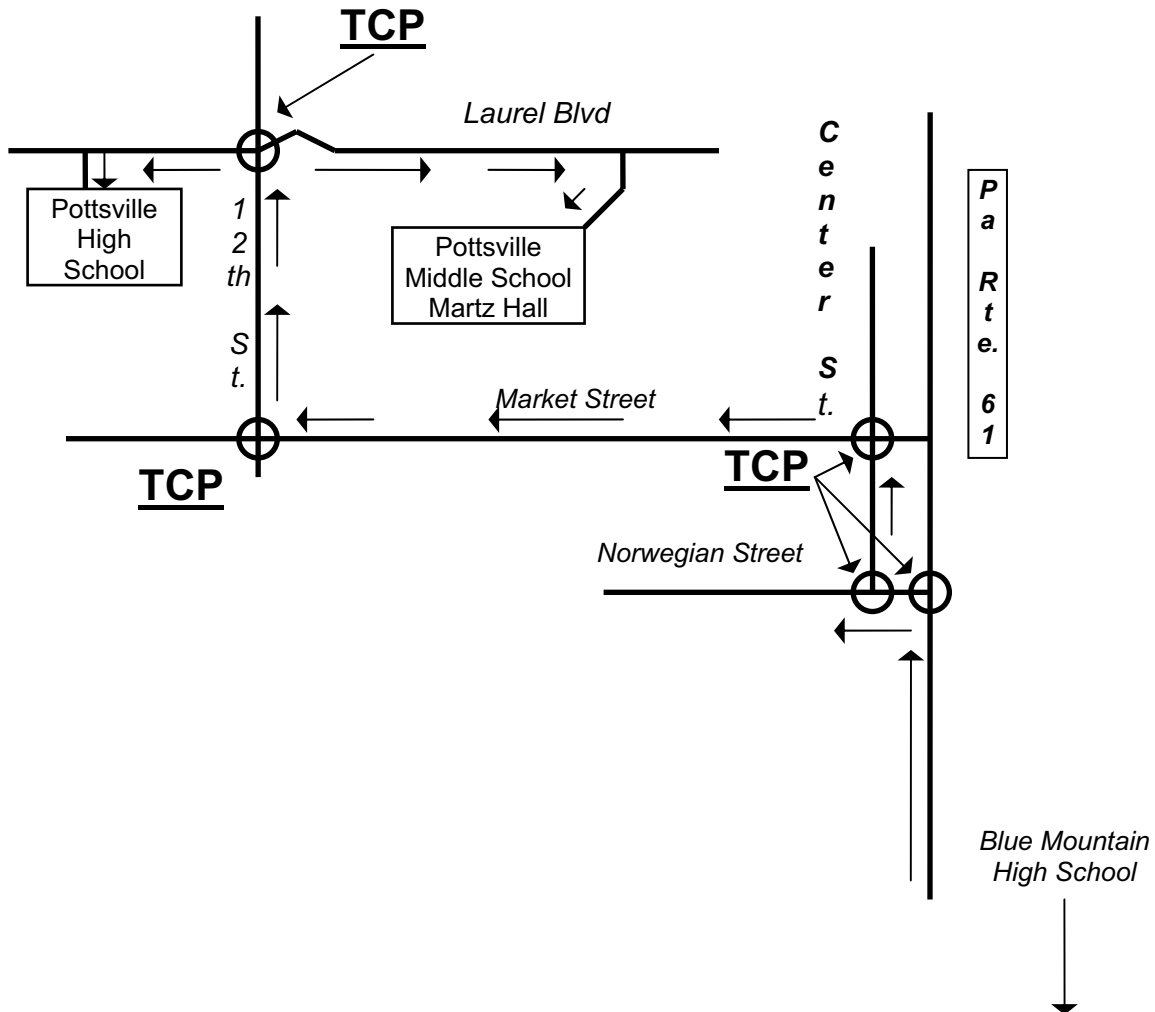 TCP
Laurel Blvd
Center St.
Pa Rte. 61
Pottsville
High
School
12th St.
Pottsville
Middle School
Martz Hall
Market Street
TCP
TCP
Norwegian Street
Blue Mountain
High School